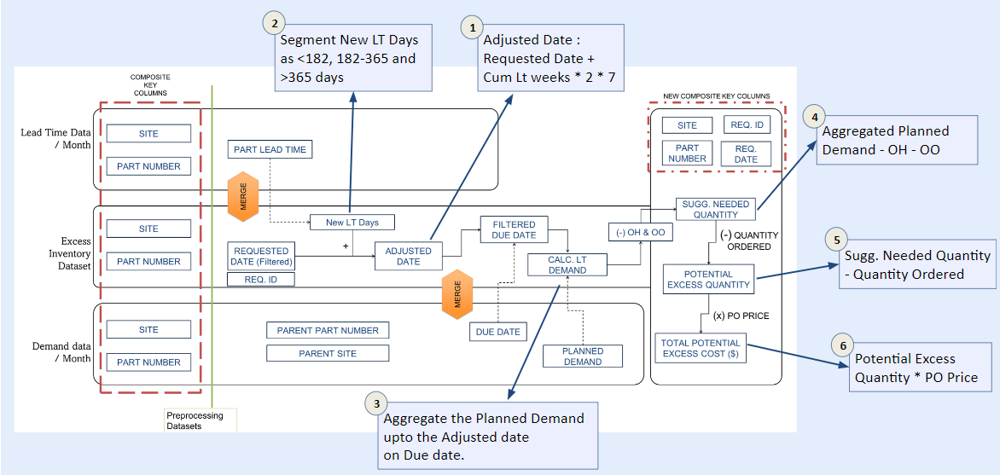 2
Segment New LT Days
as <182, 182-365 and
>365 days
1
Adjusted Date :
Requested Date +
Cum Lt weeks * 2 * 7
COMPOSITE
KEY
COLUMNS
NEW COMPOSITE KEY COLUMNS
Lead Time Data
/ Month
SITE
PART NUMBER
PART LEAD TIME
MERGE
SITE
REQ. ID
PART
NUMBER
REQ.
DATE
4
Aggregated Planned
Demand - OH - OO
Excess
Inventory
Dataset
SITE
PART NUMBER
New LT Days
+
REQUESTED
DATE (Filtered)
REQ. ID
ADJUSTED
DATE
FILTERED
DUE DATE
CALC. LT
DEMAND
(-) OH & OO
MERGE
SUGG. NEEDED
QUANTITY
(-) QUANTITY
ORDERED
5
Sugg. Needed Quantity
- Quantity Ordered
POTENTIAL
EXCESS QUANTITY
(x) PO PRICE
Demand data
/ Month
SITE
PART NUMBER
PARENT PART NUMBER
PARENT SITE
DUE DATE
PLANNED
DEMAND
TOTAL POTENTIAL
EXCESS COST ($)
6
Potential Excess
Quantity * PO Price
Preprocessing
Datasets
3
Aggregate the Planned Demand
upto the Adjusted date
on Due date.